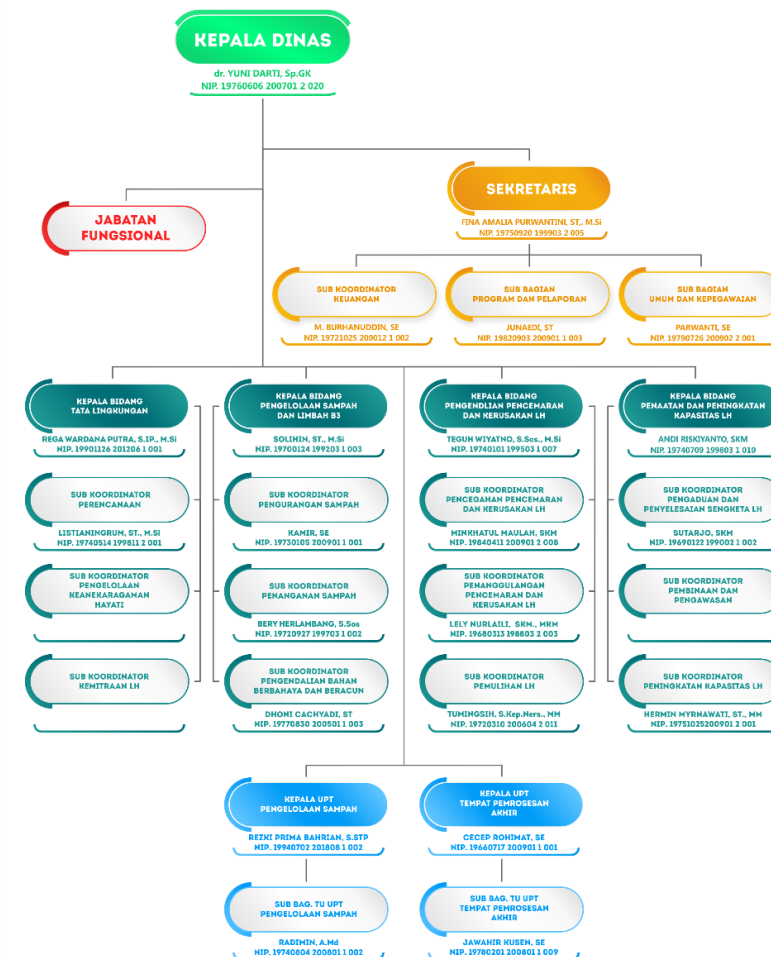 KEPALA DINAS
dr. YUNI DARTI, Sp.GK
NIP. 19760606 200701 2 020
SEKRETARIS
FINA AMALIA PURWANTINI, ST,. M.Si
NIP. 19750920 199903 2 005
JABATAN
FUNGSIONAL
SUB KOORDINATOR
KEUANGAN
M. BURHANUDDIN, SE
NIP. 19721025 200012 1 002
SUB BAGIAN
PROGRAM DAN PELAPORAN
JUNAEDI, ST
NIP. 19820903 200901 1 003
SUB BAGIAN
UMUM DAN KEPEGAWAIAN
PARWANTI, SE
NIP. 19790726 200902 2 001
KEPALA BIDANG
TATA LINGKUNGAN
REGA WARDANA PUTRA, S.IP., M.Si
NIP. 19901126 201206 1 001
KEPALA BIDANG
PENGELOLAAN SAMPAH
DAN LIMBAH B3
SOLIHIN, ST., M.Si
NIP. 19700124 199203 1 003
KEPALA BIDANG
PENGENDLIAN PENCEMARAN
DAN KERUSAKAN LH
TEGUH WIYATNO, S.Sos., M.Si
NIP. 19740101 199503 1 007
KEPALA BIDANG
PENAATAN DAN PENINGKATAN
KAPASITAS LH
ANDI RISKIYANTO, SKM
NIP. 19740709 199803 1 010
SUB KOORDINATOR
PERENCANAAN
LISTIANINGRUM, ST., M.SI
NIP. 19740514 199811 2 001
SUB KOORDINATOR
PENGURANGAN SAMPAH
KAMIR, SE
NIP. 19730105 200901 1 001
SUB KOORDINATOR
PENCEGAHAN PENCEMARAN
DAN KERUSAKAN LH
MINKHATUL MAULAH, SKM
NIP. 19840411 200901 2 008
SUB KOORDINATOR
PENGADUAN DAN
PENYELESAIAN SENGKETA LH
SUTARJO, SKM
NIP. 19690122 199002 1 002
SUB KOORDINATOR
PENGELOLAAN
KEANEKARAGAMAN
HAYATI
SUB KOORDINATOR
PENANGANAN SAMPAH
BERY HERLAMBANG, S.Sos
NIP. 19720927 199703 1 002
SUB KOORDINATOR
PENANGGULANGAN
PENCEMARAN DAN
KERUSAKAN LH
LELY NURLAILI, SKM., MKM
NIP. 19680313 198803 2 003
SUB KOORDINATOR
PEMBINAAN DAN
PENGAWASAN
SUB KOORDINATOR
KEMITRAAN LH
SUB KOORDINATOR
PENGENDALIAN BAHAN
BERBAHAYA DAN BERACUN
DHONI CACHYADI, ST
NIP. 19770830 200501 1 003
SUB KOORDINATOR
PEMULIHAN LH
TUMINGSIH, S.Kep.Ners., MM
NIP. 19720310 200604 2 011
SUB KOORDINATOR
PENINGKATAN KAPASITAS LH
HERMIN MYRNAWATI, ST., MM
NIP. 19751025200901 2 001
KEPALA UPT
PENGELOLAAN SAMPAH
REZKI PRIMA BAHRIAN, S.STP
NIP. 19940702 201808 1 002
KEPALA UPT
TEMPAT PEMROSESAN
AKHIR
CECEP ROHIMAT, SE
NIP. 19660717 200901 1 001
SUB BAG. TU UPT
PENGELOLAAN SAMPAH
RADIMIN, A.Md
NIP. 19740804 200801 1 002
SUB BAG. TU UPT
TEMPAT PEMROSESAN
AKHIR
JAWAHIR KUSEN, SE
NIP. 19780201 200801 1 009